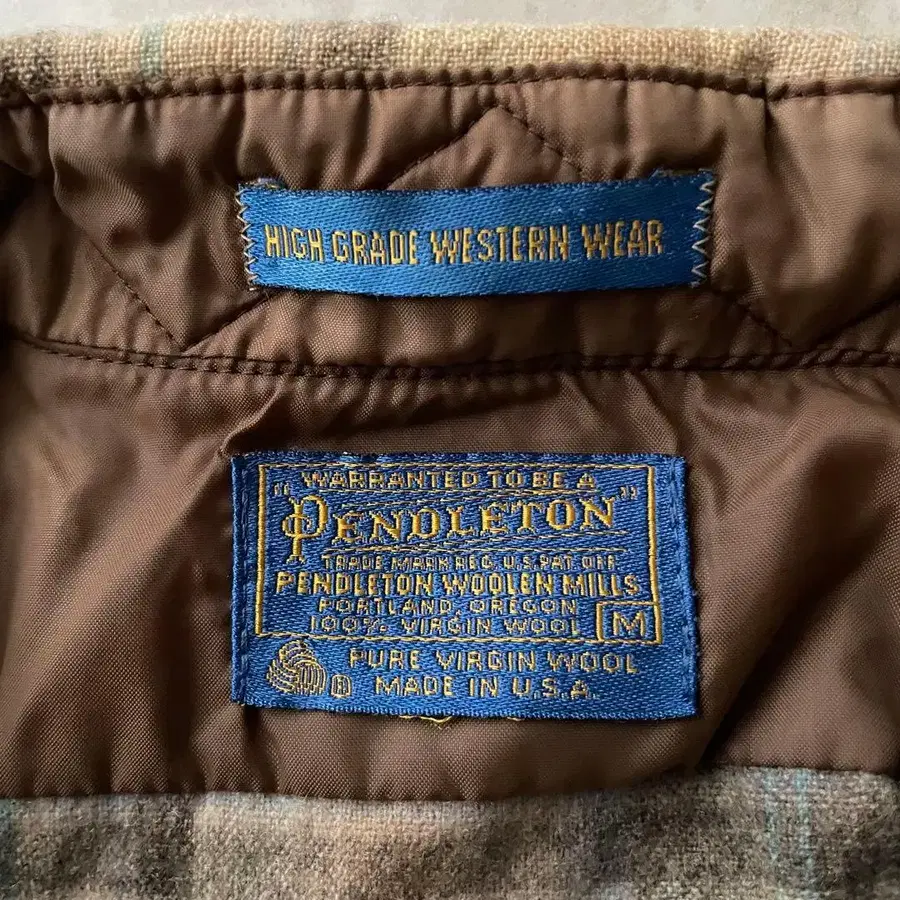 HIGH GRADE WESTERN WEAR
WARRANTED TO BE A
"PENDLETON"
TRADE MARK REG. U.S. PAT. OFF.
PENDLETON WOOLEN MILLS
PORTLAND, OREGON
100% VIRGIN WOOL M
PURE VIRGIN WOOL
R MADE IN U.S.A.